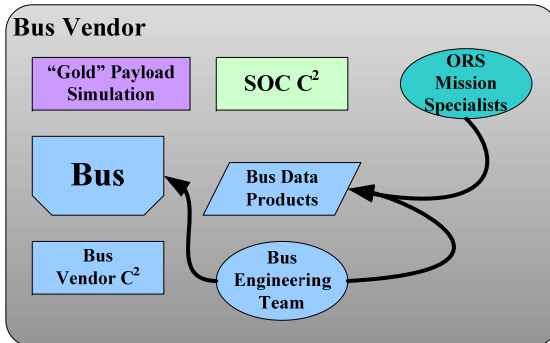 Bus Vendor
“Gold” Payload
Simulation
SOC C²
ORS
Mission
Specialists
Bus
Bus Data
Products
Bus
Vendor C²
Bus
Engineering
Team